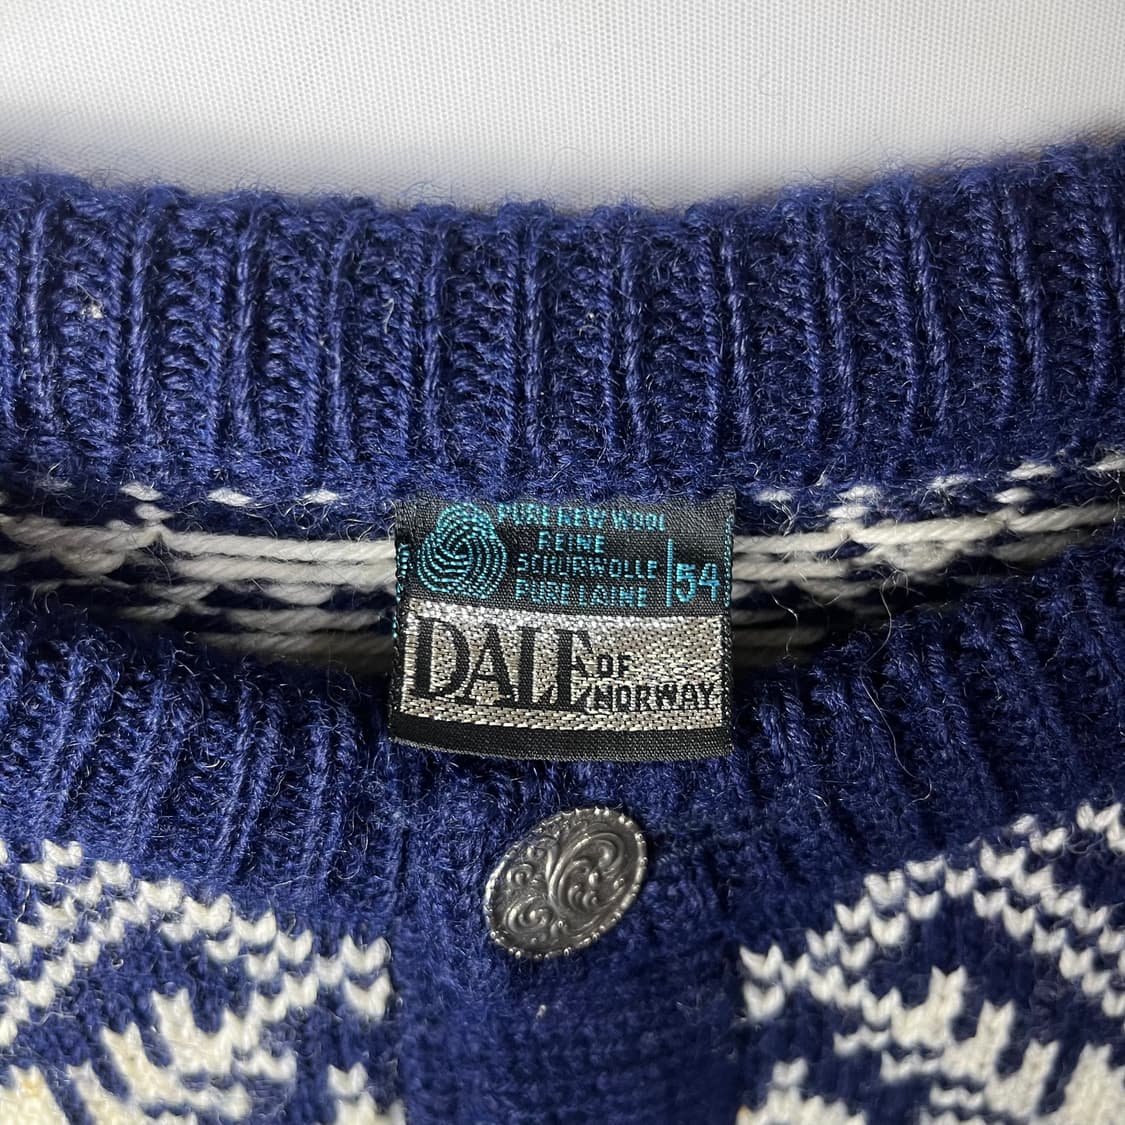 PURE NEW WOOL
REINE
SCHURWOLLE
PURE LAINE
54
DALE OF
NORWAY